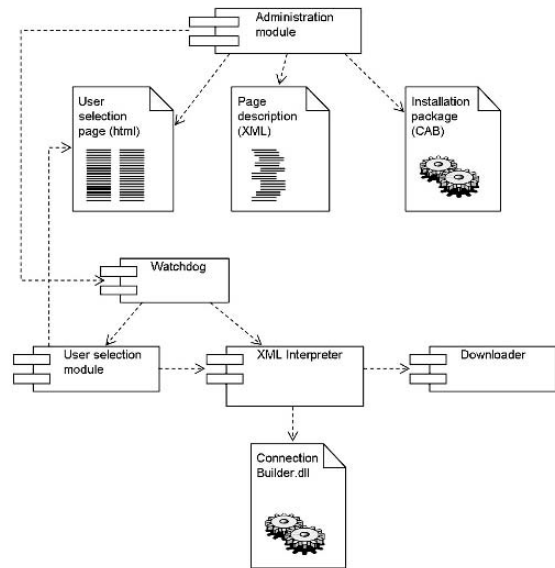 Administration
module
User
selection
page (html)
Page
description
(XML)
Installation
package
(CAB)
Watchdog
User selection
module
XML Interpreter
Downloader
Connection
Builder.dll